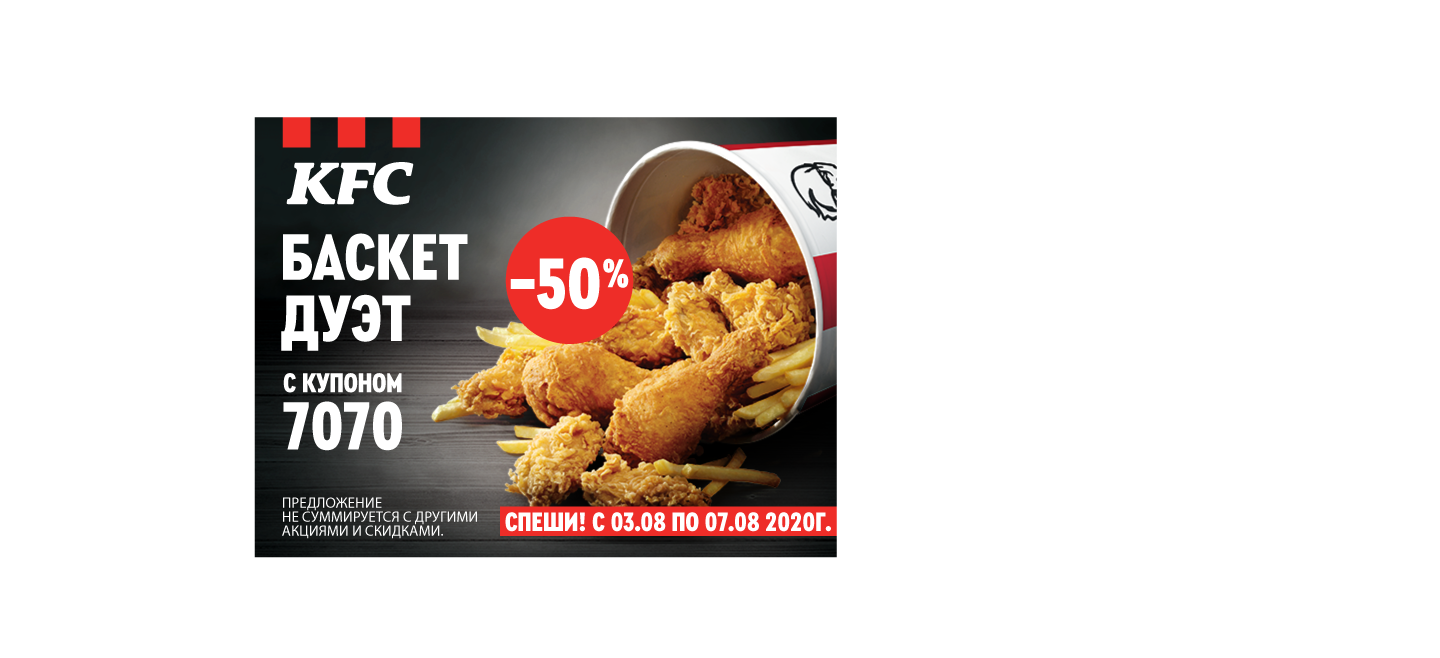 KFC
БАСКЕТ
ДУЭТ
–50%
С КУПОНОМ
7070
ПРЕДЛОЖЕНИЕ
НЕ СУММИРУЕТСЯ С ДРУГИМИ
АКЦИЯМИ И СКИДКАМИ.
СПЕШИ! С 03.08 ПО 07.08 2020Г.